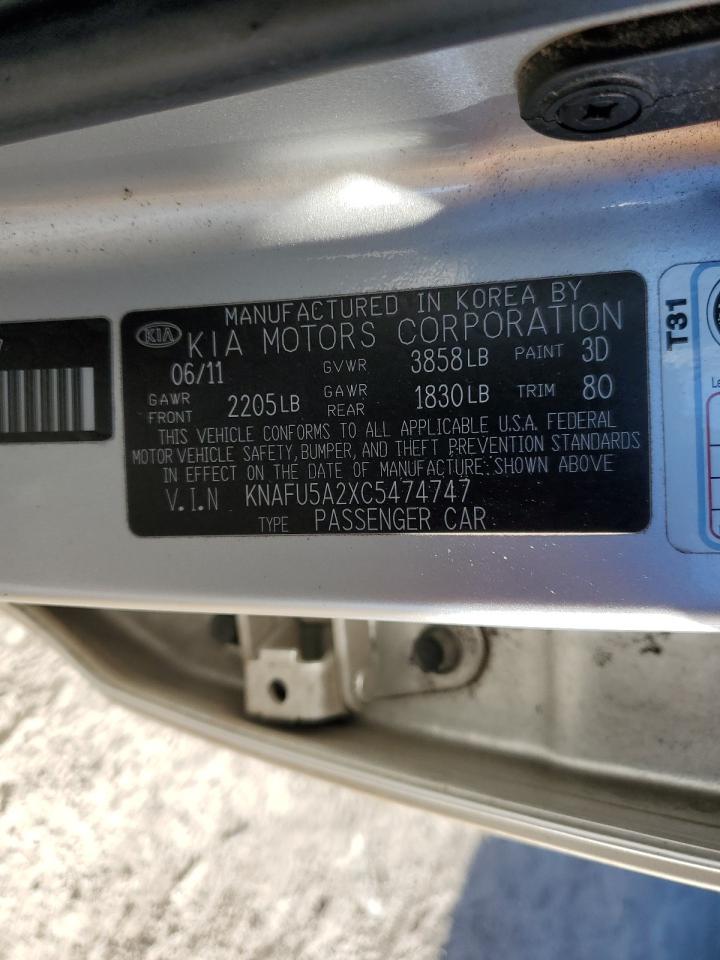 MANUFACTURED IN KOREA BY
KIA KIA MOTORS CORPORATION
06/11 GVWR 3858LB PAINT 3D
GAWR FRONT 2205LB GAWR REAR 1830LB TRIM 80
THIS VEHICLE CONFORMS TO ALL APPLICABLE U.S.A. FEDERAL
MOTOR VEHICLE SAFETY, BUMPER, AND THEFT PREVENTION STANDARDS
IN EFFECT ON THE DATE OF MANUFACTURE SHOWN ABOVE
V.I.N KNAFU5A2XC5474747
TYPE PASSENGER CAR
7
T31